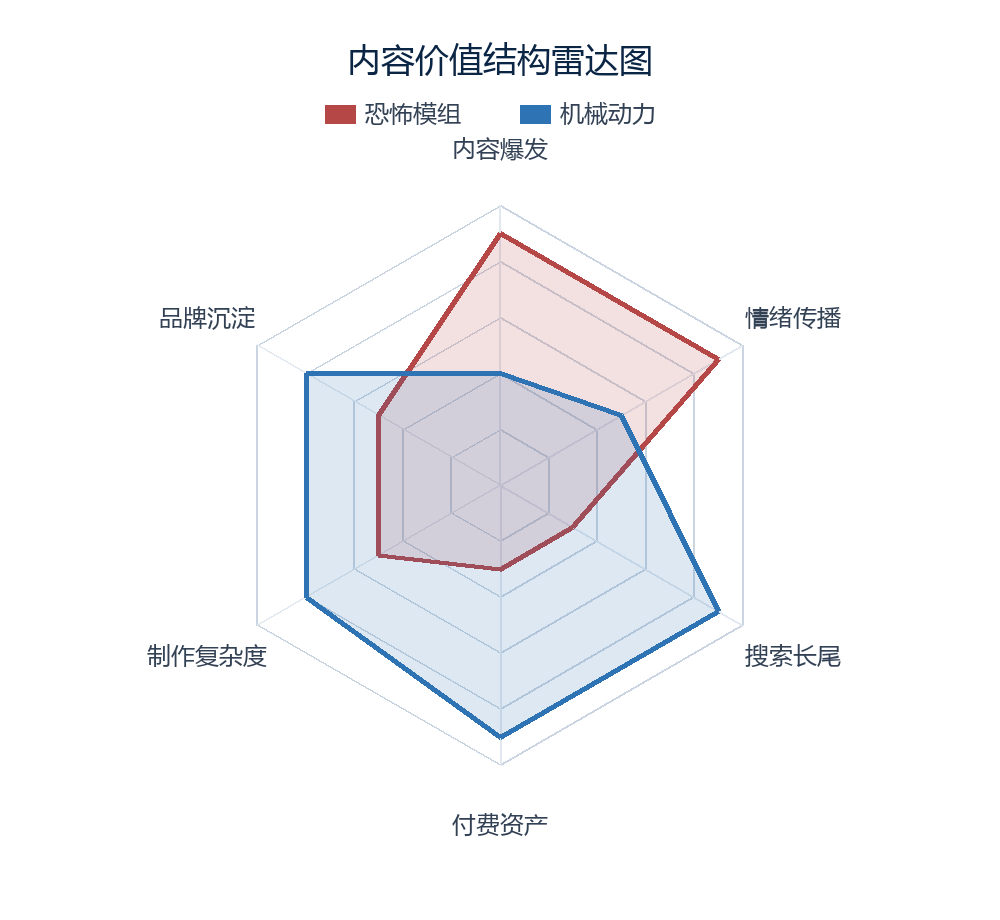 内容价值结构雷达图
恐怖模组 机械动力
内容爆发
品牌沉淀 情绪传播
制作复杂度 搜索长尾
付费资产